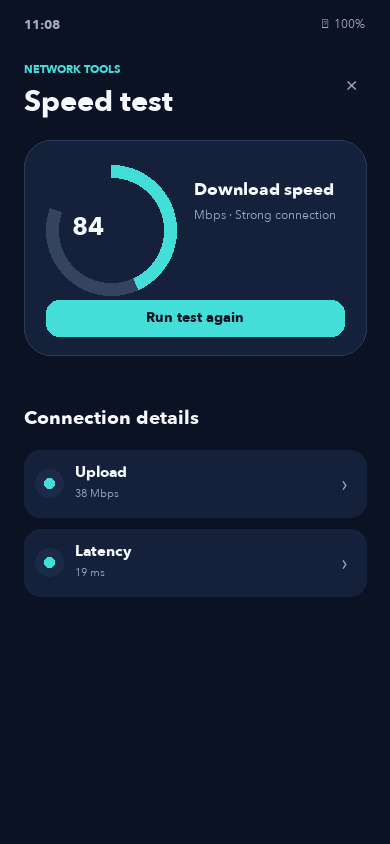 11:08
100%
NETWORK TOOLS
Speed test
×
84
Download speed
Mbps · Strong connection
Run test again
Connection details
Upload
38 Mbps
›
Latency
19 ms
›